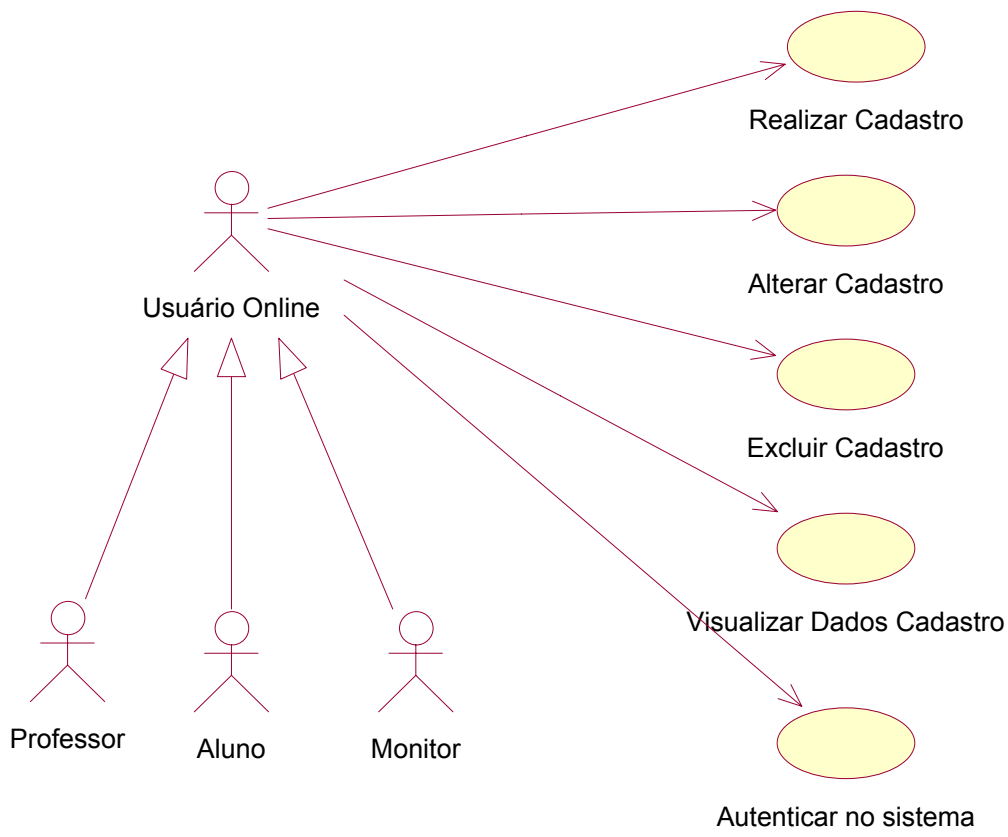 Realizar Cadastro
Alterar Cadastro
Usuário Online
Excluir Cadastro
Visualizar Dados Cadastro
Professor
Aluno
Monitor
Autenticar no sistema